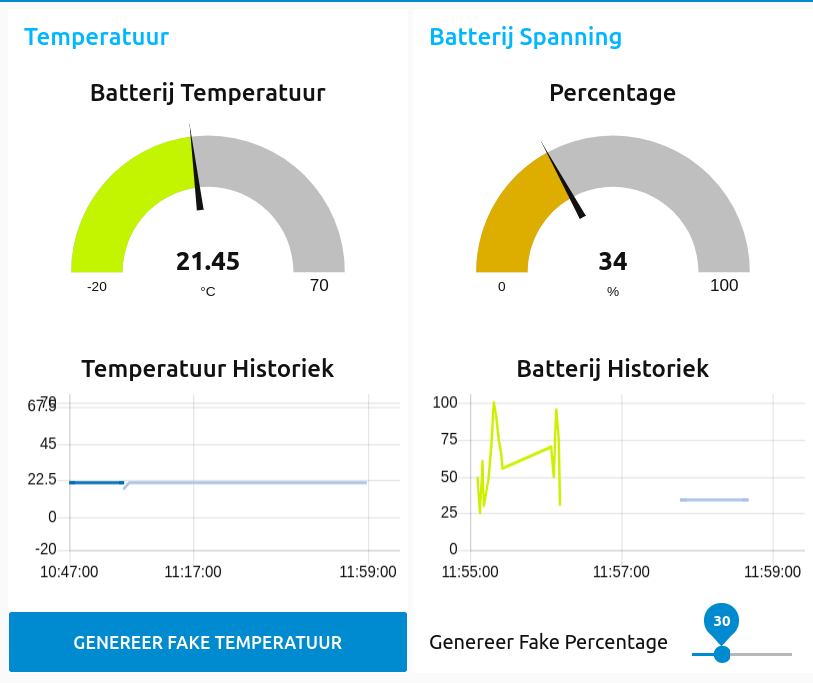 Temperatuur
Batterij Temperatuur
21.45
-20
°C
70
Temperatuur Historiek
70
67.9
45
22.5
0
-20
10:47:00
11:17:00
11:59:00
GENEREER FAKE TEMPERATUUR
Batterij Spanning
Percentage
34
0
%
100
Batterij Historiek
100
75
50
25
0
11:55:00
11:57:00
11:59:00
Genereer Fake Percentage
30